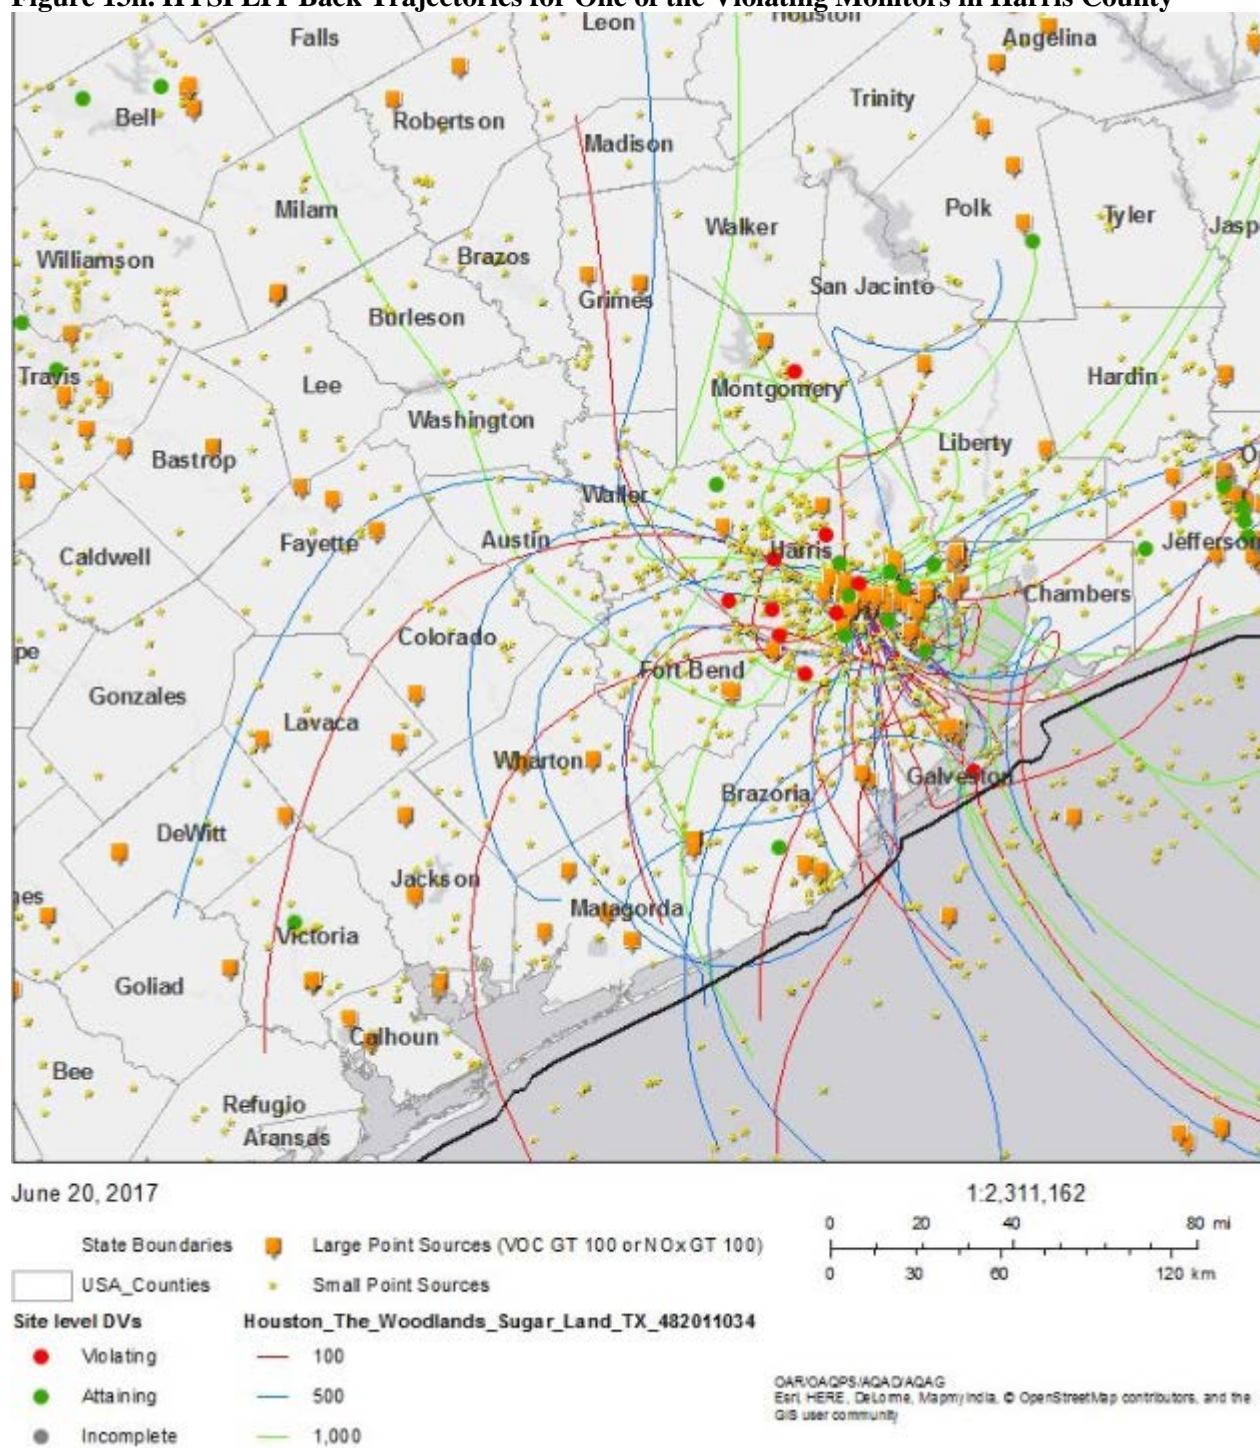 Figure 13h. HYSPLIT Back Trajectories for One of the Violating Monitors in Harris County
Falls
Leon
Houston
Angelina
Bell
Robertson
Madison
Trinity
Milam
Walker
Polk
Tyler
Jasp
Williamson
Brazos
Grimes
San Jacinto
Burleson
Travis
Lee
Montgomery
Hardin
Washington
Bastrop
Liberty
Waller
Caldwell
Fayette
Austin
Harris
Jefferson
Chambers
Colorado
pe
Gonzales
Fort Bend
Lavaca
Wharton
Galveston
Brazoria
DeWitt
Jackson
nes
Matagorda
Victoria
Goliad
Calhoun
Bee
Refugio
Aransas
June 20, 2017
1:2,311,162
0 20 40 80 mi
0 30 60 120 km
State Boundaries
Large Point Sources (VOC GT 100 or NOx GT 100)
USA_Counties
Small Point Sources
Site level DVs
Houston_The_Woodlands_Sugar_Land_TX_482011034
Violating
100
Attaining
500
Incomplete
1,000
OAR/OAQPS/AQAD/AQAG
Esri, HERE, DeLorme, MapmyIndia, © OpenStreetMap contributors, and the
GIS user community